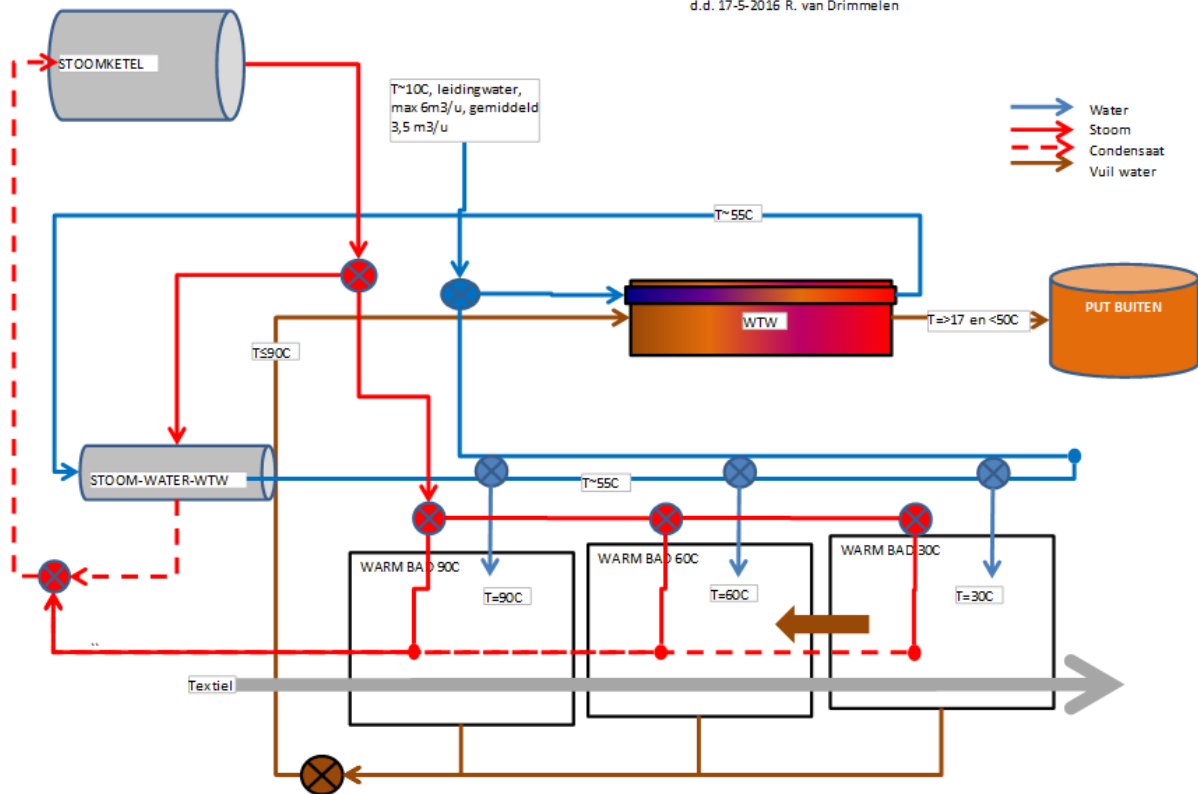 d.d. 17-5-2016 R. van Drimmelen
STOOMKETEL
T~10C, leidingwater,
max 6m3/u, gemiddeld
3,5 m3/u
Water
Stoom
Condensaat
Vuil water
T~55C
WTW
T=>17 en <50C
PUT BUITEN
T≤90C
STOOM-WATER-WTW
T~55C
WARM BAD 90C
WARM BAD 60C
WARM BAD 30C
T=90C
T=60C
T=30C
``
Textiel